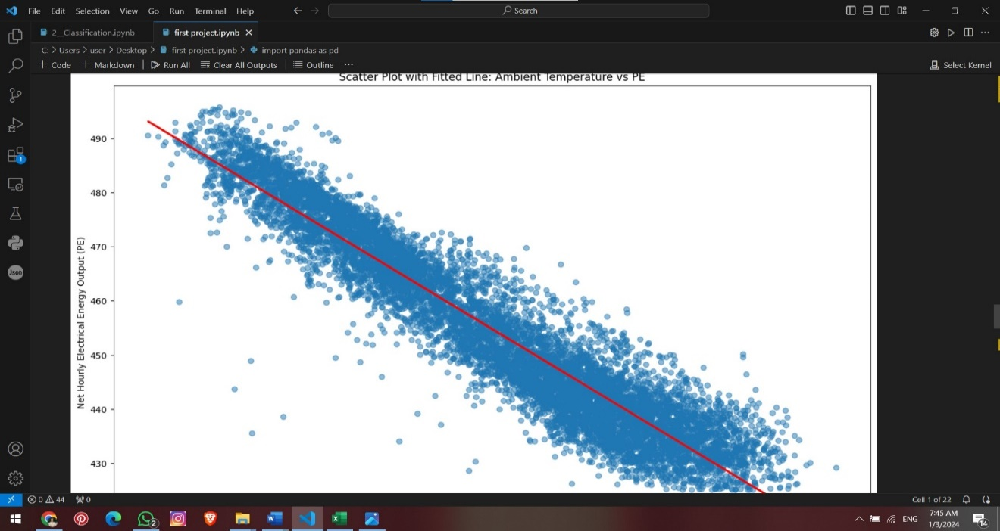 File Edit Selection View Go Run Terminal Help Search
2__Classification.ipynb first project.ipynb
C: > Users > user > Desktop > first project.ipynb > import pandas as pd
+ Code + Markdown Run All Clear All Outputs Outline ... Select Kernel
Scatter Plot with Fitted Line: Ambient Temperature vs PE
490
480
470
460
450
440
430
Net Hourly Electrical Energy Output (PE)
1
Json
0 44 0 Cell 1 of 22
2
ENG
7:45 AM
1/3/2024
14